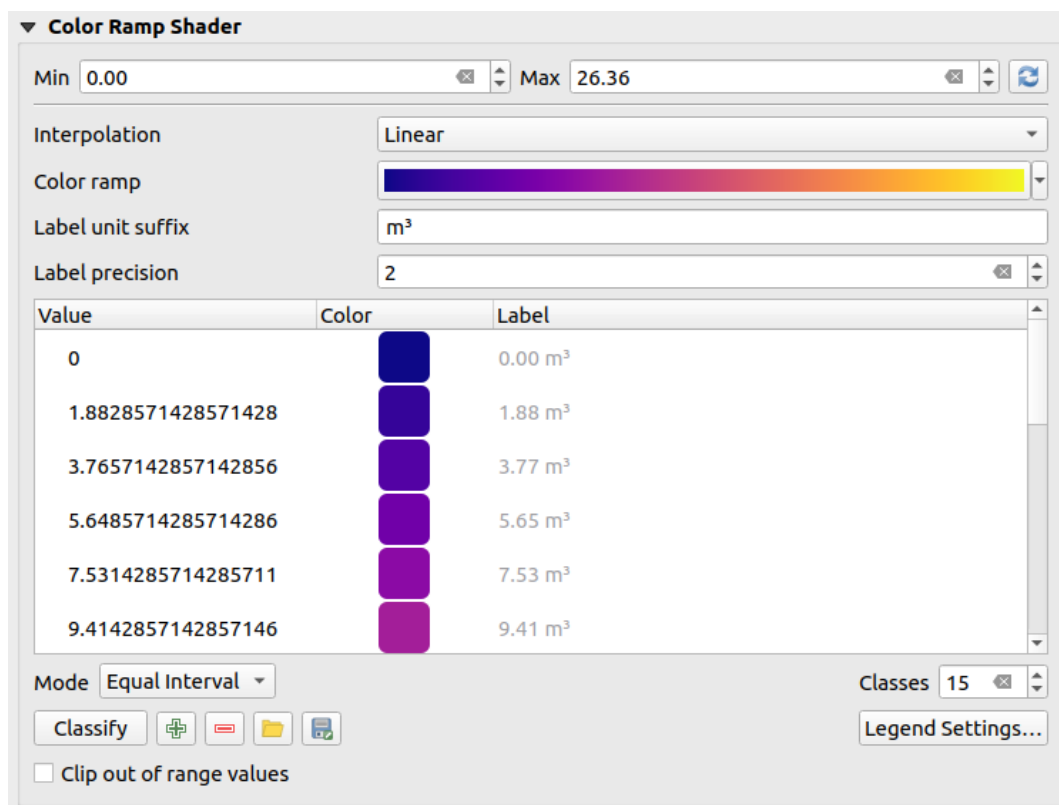 Color Ramp Shader
Min 0.00 Max 26.36
Interpolation Linear
Color ramp
Label unit suffix m³
Label precision 2
Value Color Label
0 0.00 m³
1.8828571428571428 1.88 m³
3.7657142857142856 3.77 m³
5.6485714285714286 5.65 m³
7.5314285714285711 7.53 m³
9.4142857142857146 9.41 m³
Mode Equal Interval Classes 15
Classify Legend Settings...
Clip out of range values